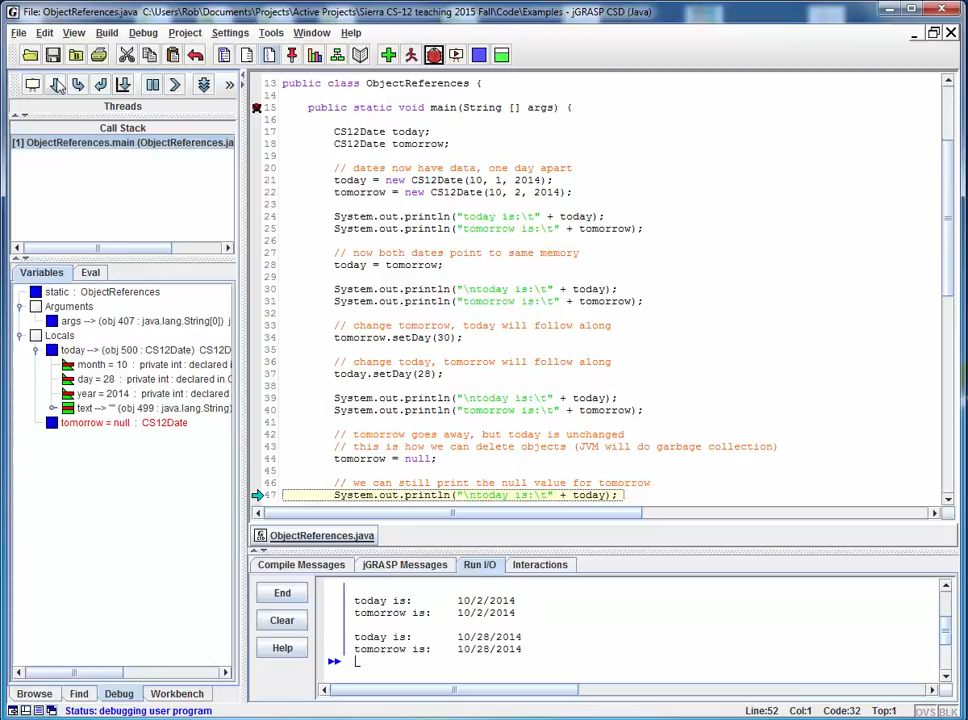 File: ObjectReferences.java  C:\Users\Rob\Documents\Projects\Active Projects\Sierra CS-12 teaching 2015 Fall\Code\Examples - jGRASP CSD (Java)
File Edit View Build Debug Project Settings Tools Window Help
Threads
Call Stack
[1] ObjectReferences.main (ObjectReferences.ja
Variables Eval
static : ObjectReferences
Arguments
args --> (obj 407 : java.lang.String[0]) j
Locals
today --> (obj 500 : CS12Date) CS12D
month = 10 : private int : declared in
day = 28 : private int : declared in C
year = 2014 : private int : declared in
text --> "" (obj 499 : java.lang.String)
tomorrow = null : CS12Date
Browse Find Debug Workbench
13 public class ObjectReferences {
14
15 public static void main(String [] args) {
16
17 CS12Date today;
18 CS12Date tomorrow;
19
20 // dates now have data, one day apart
21 today = new CS12Date(10, 1, 2014);
22 tomorrow = new CS12Date(10, 2, 2014);
23
24 System.out.println("today is:\t" + today);
25 System.out.println("tomorrow is:\t" + tomorrow);
26
27 // now both dates point to same memory
28 today = tomorrow;
29
30 System.out.println("\ntoday is:\t" + today);
31 System.out.println("tomorrow is:\t" + tomorrow);
32
33 // change tomorrow, today will follow along
34 tomorrow.setDay(30);
35
36 // change today, tomorrow will follow along
37 today.setDay(28);
38
39 System.out.println("\ntoday is:\t" + today);
40 System.out.println("tomorrow is:\t" + tomorrow);
41
42 // tomorrow goes away, but today is unchanged
43 // this is how we can delete objects (JVM will do garbage collection)
44 tomorrow = null;
45
46 // we can still print the null value for tomorrow
47 System.out.println("\ntoday is:\t" + today);
ObjectReferences.java
Compile Messages jGRASP Messages Run I/O Interactions
End
Clear
Help
today is: 10/2/2014
tomorrow is: 10/2/2014
today is: 10/28/2014
tomorrow is: 10/28/2014
Status: debugging user program
Line:52 Col:1 Code:32 Top:1 OVS BLK